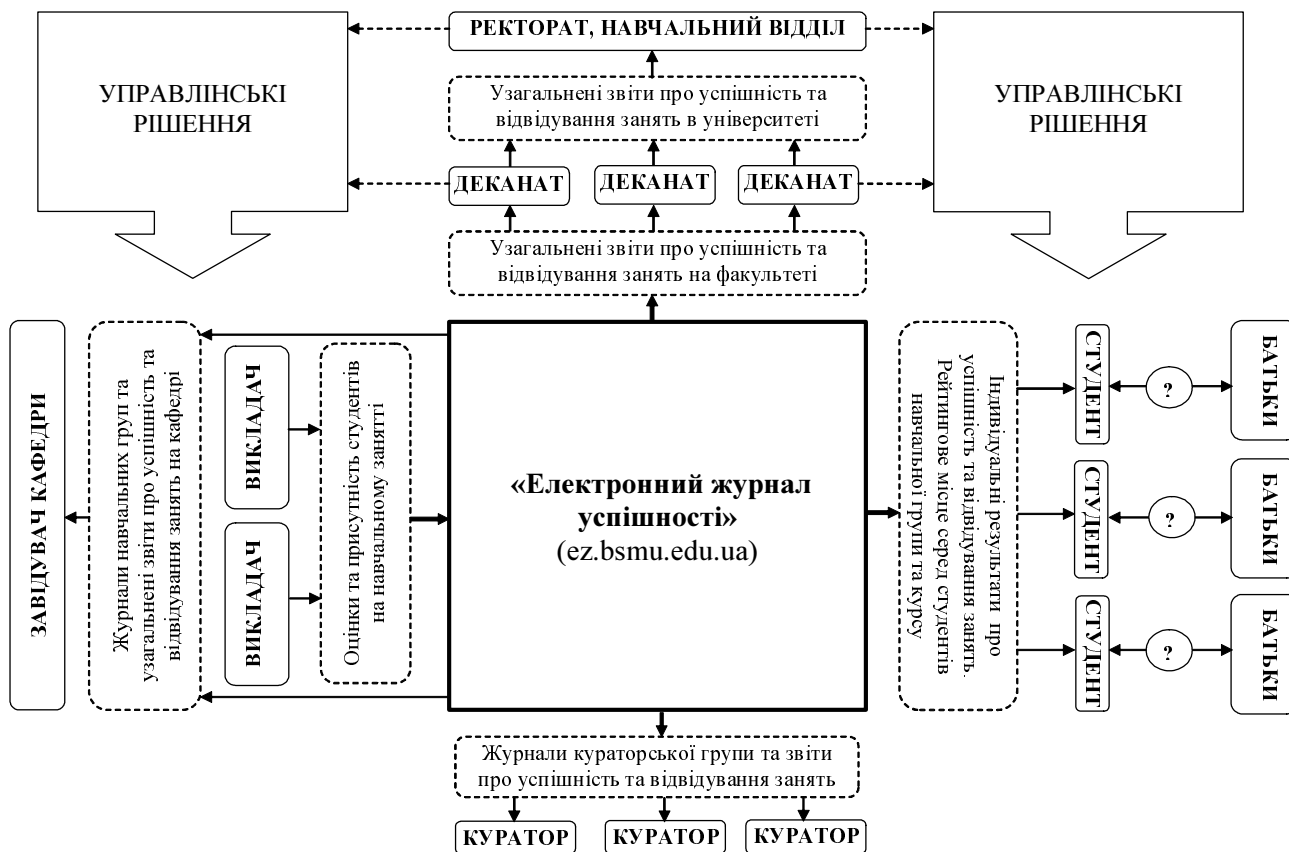 РЕКТОРАТ, НАВЧАЛЬНИЙ ВІДДІЛ
УПРАВЛІНСЬКІ
РІШЕННЯ
Узагальнені звіти про успішність та
відвідування занять в університеті
УПРАВЛІНСЬКІ
РІШЕННЯ
ДЕКАНАТ
ДЕКАНАТ
ДЕКАНАТ
Узагальнені звіти про успішність та
відвідування занять на факультеті
ЗАВІДУВАЧ КАФЕДРИ
Журнали навчальних груп та
узагальнені звіти про успішність та
відвідування занять на кафедрі
ВИКЛАДАЧ
ВИКЛАДАЧ
Оцінки та присутність студентів
на навчальному занятті
«Електронний журнал
успішності»
(ez.bsmu.edu.ua)
Індивідуальні результати про
успішність та відвідування занять.
Рейтингове місце серед студентів
навчальної групи та курсу
СТУДЕНТ
?
БАТЬКИ
СТУДЕНТ
?
БАТЬКИ
СТУДЕНТ
?
БАТЬКИ
Журнали кураторської групи та звіти
про успішність та відвідування занять
КУРАТОР
КУРАТОР
КУРАТОР